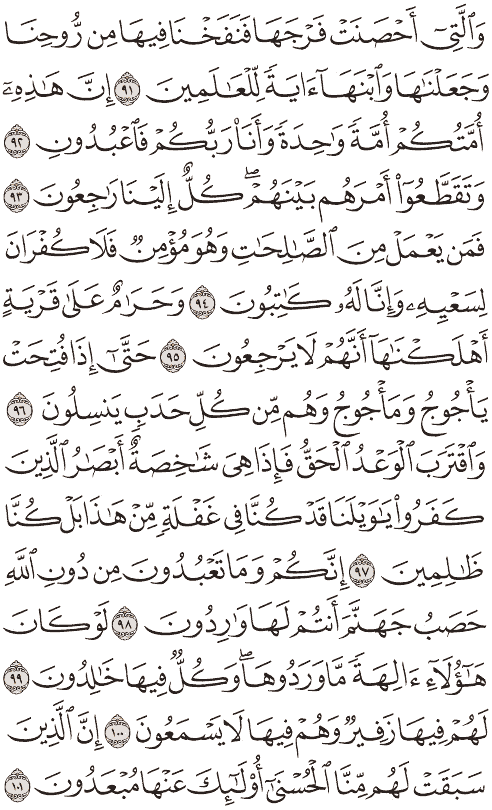 وَٱلَّتِىٓ أَحْصَنَتْ فَرْجَهَا فَنَفَخْنَا فِيهَا مِن رُّوحِنَا
وَجَعَلْنَٰهَا وَٱبْنَهَآ ءَايَةً لِّلْعَٰلَمِينَ ٩١ إِنَّ هَٰذِهِۦٓ
أُمَّتُكُمْ أُمَّةً وَٰحِدَةً وَأَنَا۠ رَبُّكُمْ فَٱعْبُدُونِ ٩٢
وَتَقَطَّعُوٓا۟ أَمْرَهُم بَيْنَهُمْ ۖ كُلٌّ إِلَيْنَا رَٰجِعُونَ ٩٣
فَمَن يَعْمَلْ مِنَ ٱلصَّٰلِحَٰتِ وَهُوَ مُؤْمِنٌ فَلَا كُفْرَانَ
لِسَعْيِهِۦ وَإِنَّا لَهُۥ كَٰتِبُونَ ٩٤ وَحَرَٰمٌ عَلَىٰ قَرْيَةٍ
أَهْلَكْنَٰهَآ أَنَّهُمْ لَا يَرْجِعُونَ ٩٥ حَتَّىٰٓ إِذَا فُتِحَتْ
يَأْجُوجُ وَمَأْجُوجُ وَهُم مِّن كُلِّ حَدَبٍ يَنسِلُونَ ٩٦
وَٱقْتَرَبَ ٱلْوَعْدُ ٱلْحَقُّ فَإِذَا هِىَ شَٰخِصَةٌ أَبْصَٰرُ ٱلَّذِينَ
كَفَرُوا۟ يَٰوَيْلَنَا قَدْ كُنَّا فِى غَفْلَةٍ مِّنْ هَٰذَا بَلْ كُنَّا
ظَٰلِمِينَ ٩٧ إِنَّكُمْ وَمَا تَعْبُدُونَ مِن دُونِ ٱللَّهِ
حَصَبُ جَهَنَّمَ أَنتُمْ لَهَا وَٰرِدُونَ ٩٨ لَوْ كَانَ
هَٰٓؤُلَآءِ ءَالِهَةً مَّا وَرَدُوهَا ۖ وَكُلٌّ فِيهَا خَٰلِدُونَ ٩٩
لَهُمْ فِيهَا زَفِيرٌ وَهُمْ فِيهَا لَا يَسْمَعُونَ ١٠٠ إِنَّ ٱلَّذِينَ
سَبَقَتْ لَهُم مِّنَّا ٱلْحُسْنَىٰٓ أُو۟لَٰٓئِكَ عَنْهَا مُبْعَدُونَ ١٠١